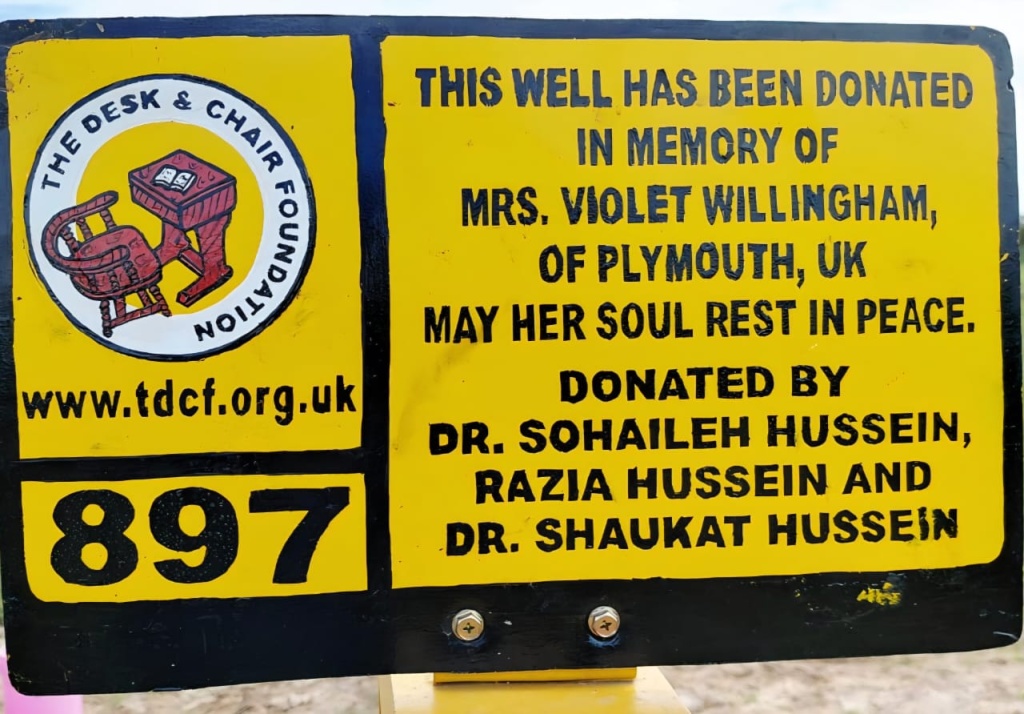 THE DESK & CHAIR FOUNDATION
www.tdcf.org.uk
897
THIS WELL HAS BEEN DONATED
IN MEMORY OF
MRS. VIOLET WILLINGHAM,
OF PLYMOUTH, UK
MAY HER SOUL REST IN PEACE.
DONATED BY
DR. SOHAILEH HUSSEIN,
RAZIA HUSSEIN AND
DR. SHAUKAT HUSSEIN